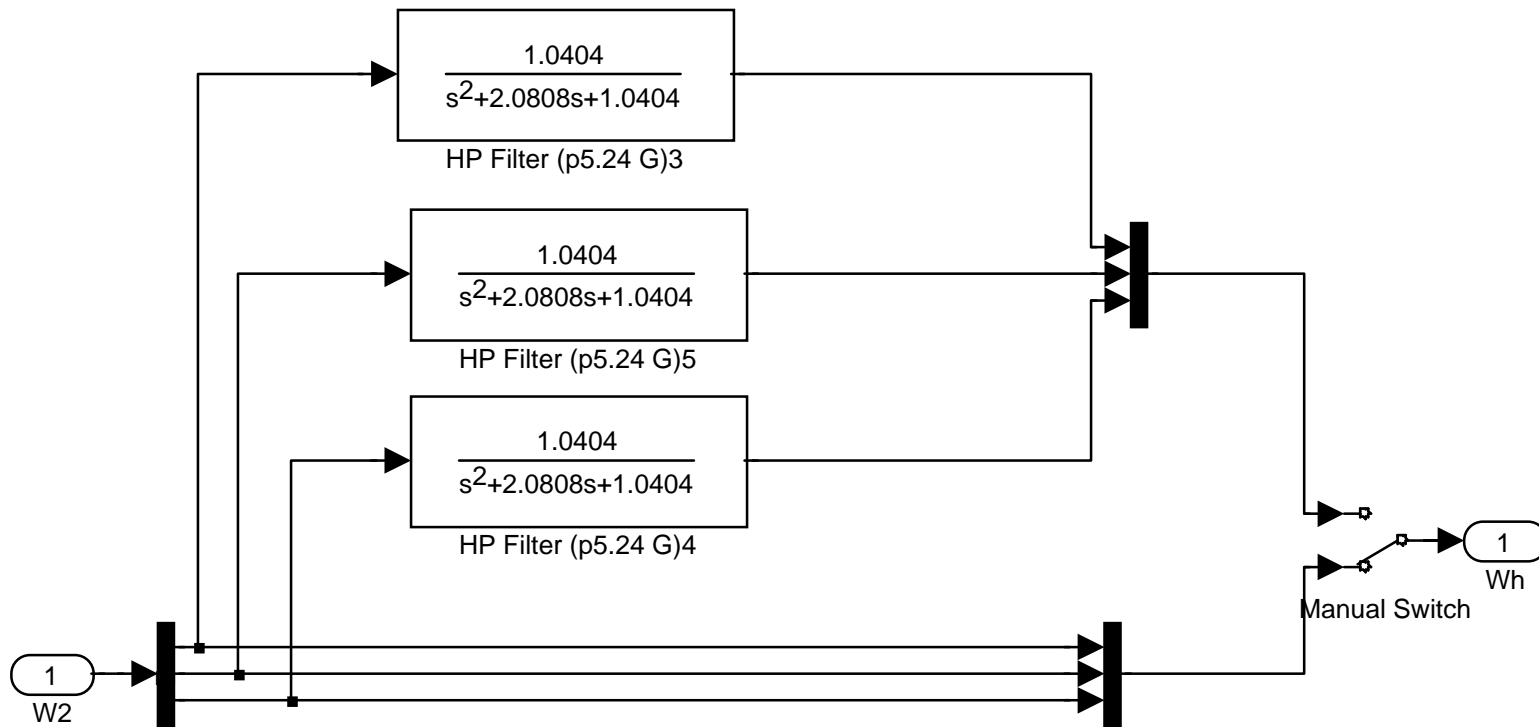 1.0404
s2+2.0808s+1.0404
HP Filter (p5.24 G)3
1.0404
s2+2.0808s+1.0404
HP Filter (p5.24 G)5
1.0404
s2+2.0808s+1.0404
HP Filter (p5.24 G)4
1
Wh
Manual Switch
1
W2